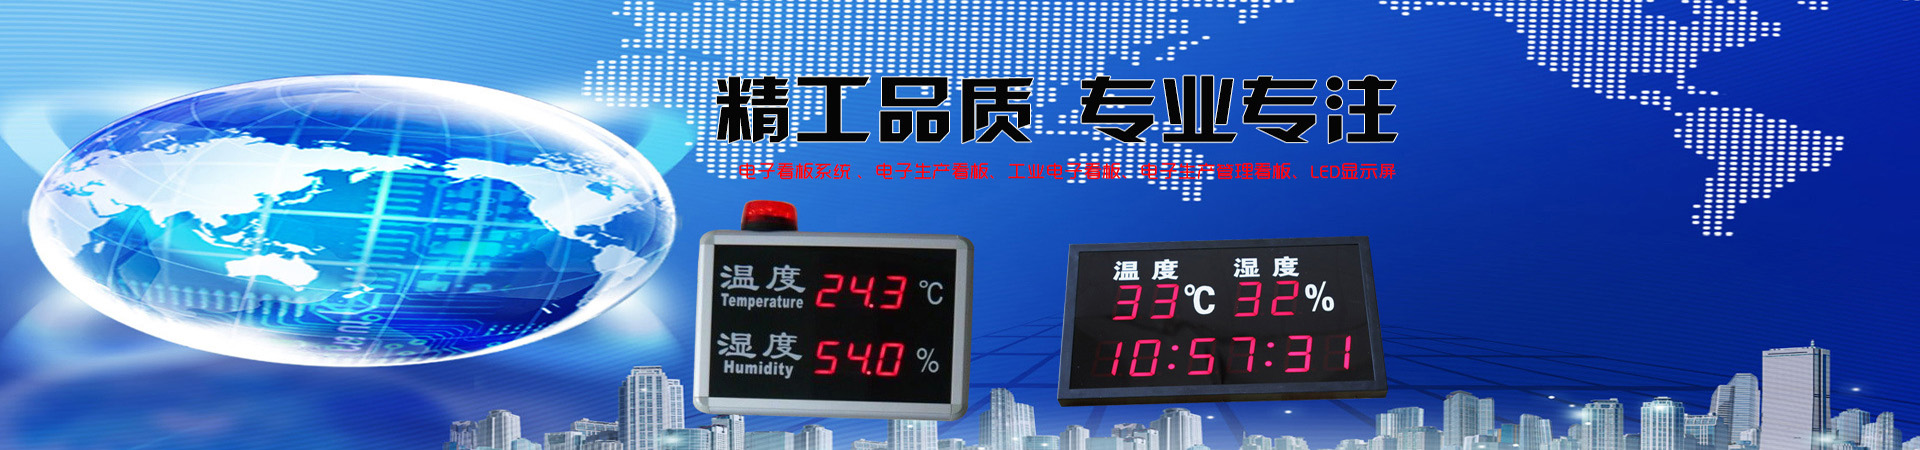 精工品质 专业专注
电子看板系统 、电子生产看板、工业电子看板、电子生产管理看板、LED显示屏
温度 24.3 ℃
Temperature
湿度 54.0 %
Humidity
温度 湿度
33℃ 32%
10:57:31